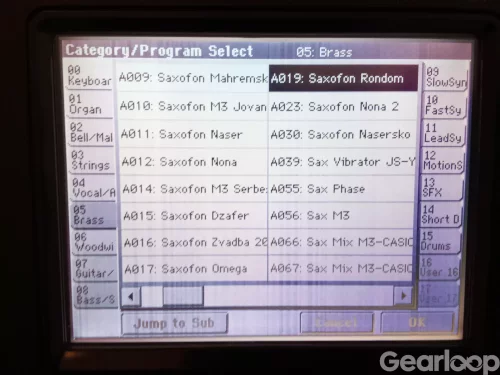 Category/Program Select 05: Brass
00 Keyboar
01 Organ
02 Bell/Mal
03 Strings
04 Vocal/A
05 Brass
06 Woodwi
07 Guitar/
08 Bass/S
A009: Saxofon Mahremsk
A010: Saxofon M3 Jovan
A011: Saxofon Naser
A012: Saxofon Nona
A014: Saxofon M3 Serbe
A015: Saxofon Dzafer
A016: Saxofon Zvadba 20
A017: Saxofon Omega
A019: Saxofon Rondom
A023: Saxofon Nona 2
A030: Saxofon Nasersko
A039: Sax Vibrator JS-Y
A055: Sax Phase
A056: Sax M3
A066: Sax Mix M3-CASIO
A067: Sax Mix M3-CASIO
09 SlowSyn
10 FastSy
11 LeadSy
12 MotionS
13 SFX
14 Short D
15 Drums
16 User 16
17 User 17
Jump to Sub
Cancel
OK
Gearloop